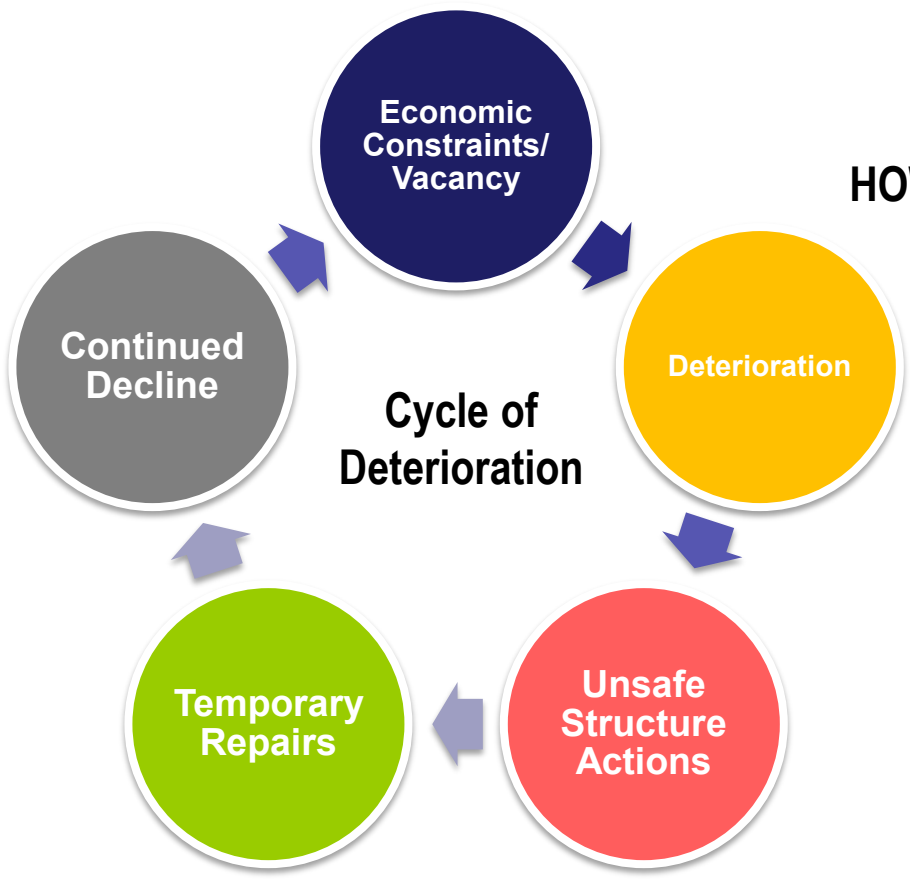 Economic
Constraints/
Vacancy
HO
Deterioration
Unsafe
Structure
Actions
Temporary
Repairs
Continued
Decline
Cycle of
Deterioration